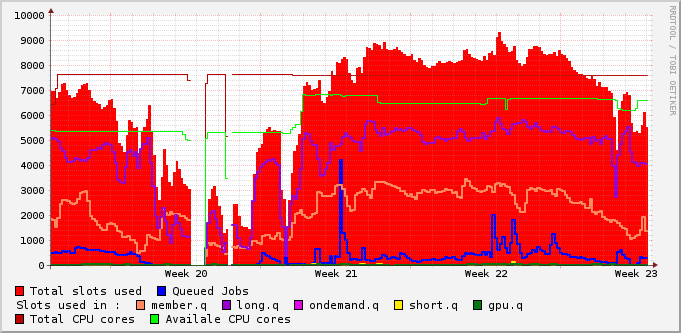 10000
9000
8000
7000
6000
5000
4000
3000
2000
1000
0
Week 20 Week 21 Week 22 Week 23
RRDTOOL / TOBI OETIKER
Total slots used Queued Jobs
Slots used in : member.q long.q ondemand.q short.q gpu.q
Total CPU cores Availale CPU cores